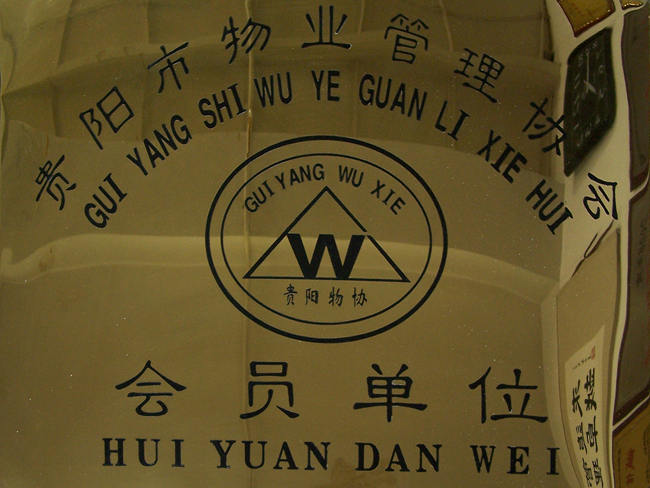 贵阳市物业管理协会
GUI YANG SHI WU YE GUAN LI XIE HUI
GUI YANG WU XIE
W
贵阳物协
会员单位
HUI YUAN DAN WEI